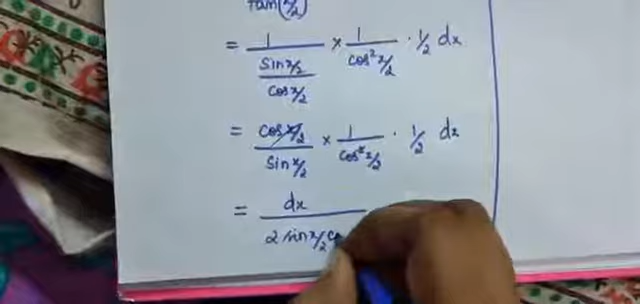 tan(x/2)
= 1 / (sin x/2 / cos x/2) × 1 / cos² x/2 · 1/2 dx
= cos x/2 / sin x/2 × 1 / cos² x/2 · 1/2 dx
= dx / 2 sin x/2